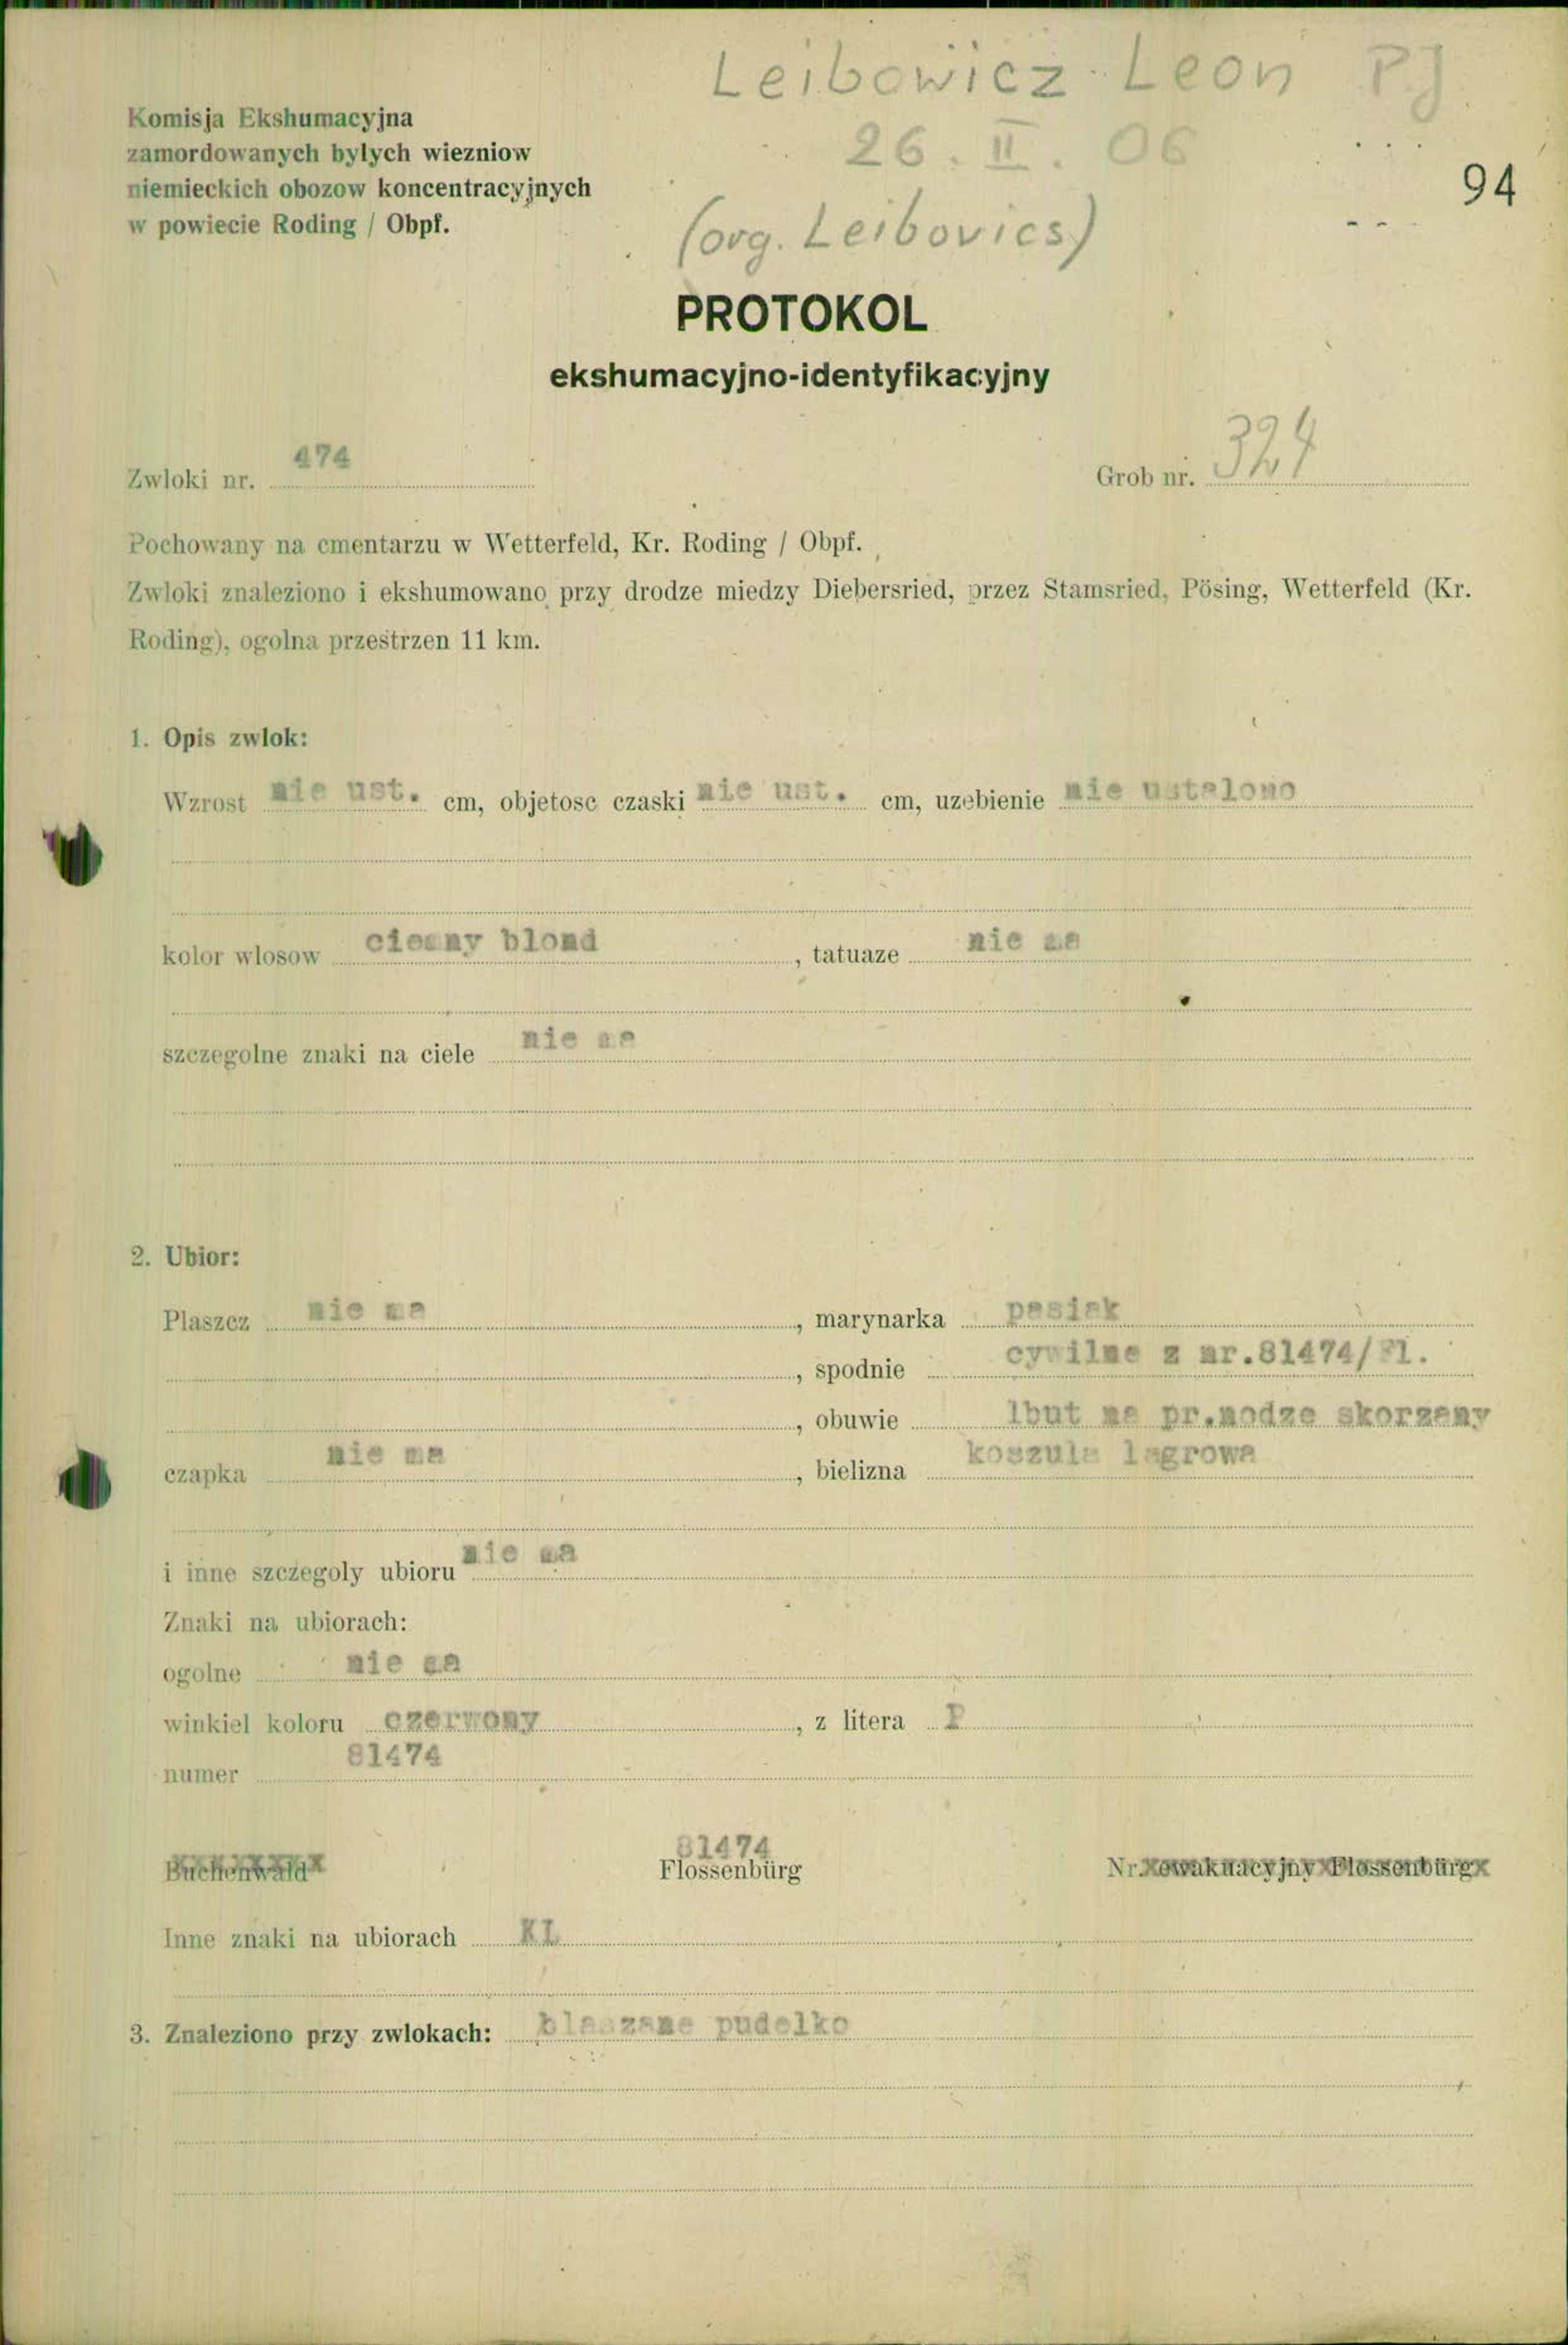 Leibowicz Leon PJ
26. II. 06
(org. Leibovics)
94
Komisja Ekshumacyjna
zamordowanych bylych wiezniow
niemieckich obozow koncentracyjnych
w powiecie Roding / Obpf.
PROTOKOL
ekshumacyjno-identyfikacyjny
Zwloki nr. 474 Grob nr. 324
Pochowany na cmentarzu w Wetterfeld, Kr. Roding / Obpf.
Zwloki znaleziono i ekshumowano przy drodze miedzy Diebersried, przez Stamsried, Pösing, Wetterfeld (Kr.
Roding), ogolna przestrzen 11 km.
1. Opis zwlok:
Wzrost nie ust. cm, objetosc czaski nie ust. cm, uzebienie nie ustalono
kolor wlosow ciemny blond , tatuaze nie ma
szczegolne znaki na ciele nie ma
2. Ubior:
Plaszcz nie ma , marynarka pasiak
, spodnie cywilne z nr.81474/Fl.
, obuwie 1but na pr.nodze skorzany
czapka nie ma , bielizna koszula lagrowa
i inne szczegoly ubioru nie ma
Znaki na ubiorach:
ogolne nie ma
winkiel koloru czerwony , z litera P
numer 81474
Buchenwald 81474
Flossenbürg Nr. ewakuacyjny Flossenbürg
Inne znaki na ubiorach KL
3. Znaleziono przy zwlokach: blaszane pudelko